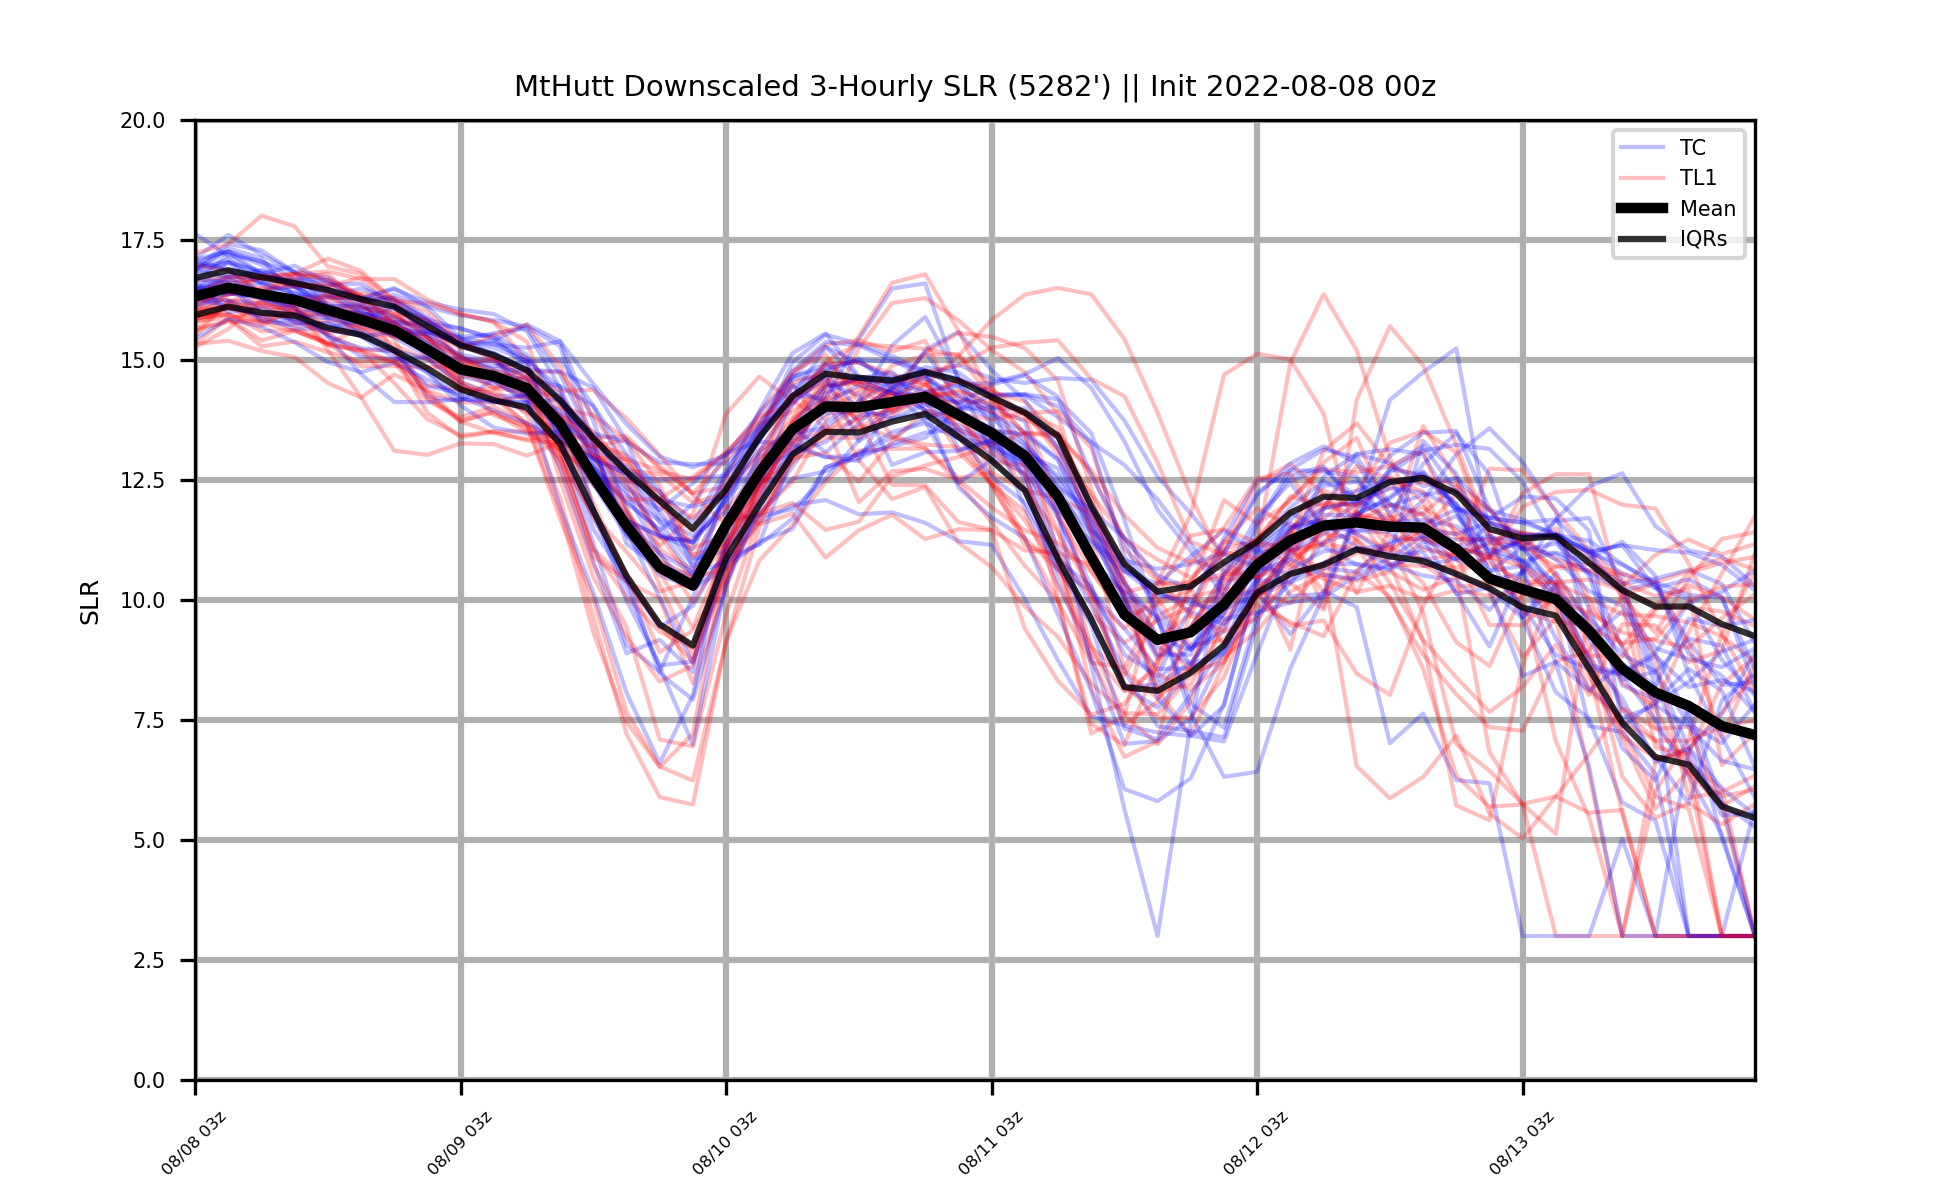 MtHutt Downscaled 3-Hourly SLR (5282') || Init 2022-08-08 00z
TC
TL1
Mean
IQRs
SLR
20.0
17.5
15.0
12.5
10.0
7.5
5.0
2.5
0.0
08/08 03z
08/09 03z
08/10 03z
08/11 03z
08/12 03z
08/13 03z